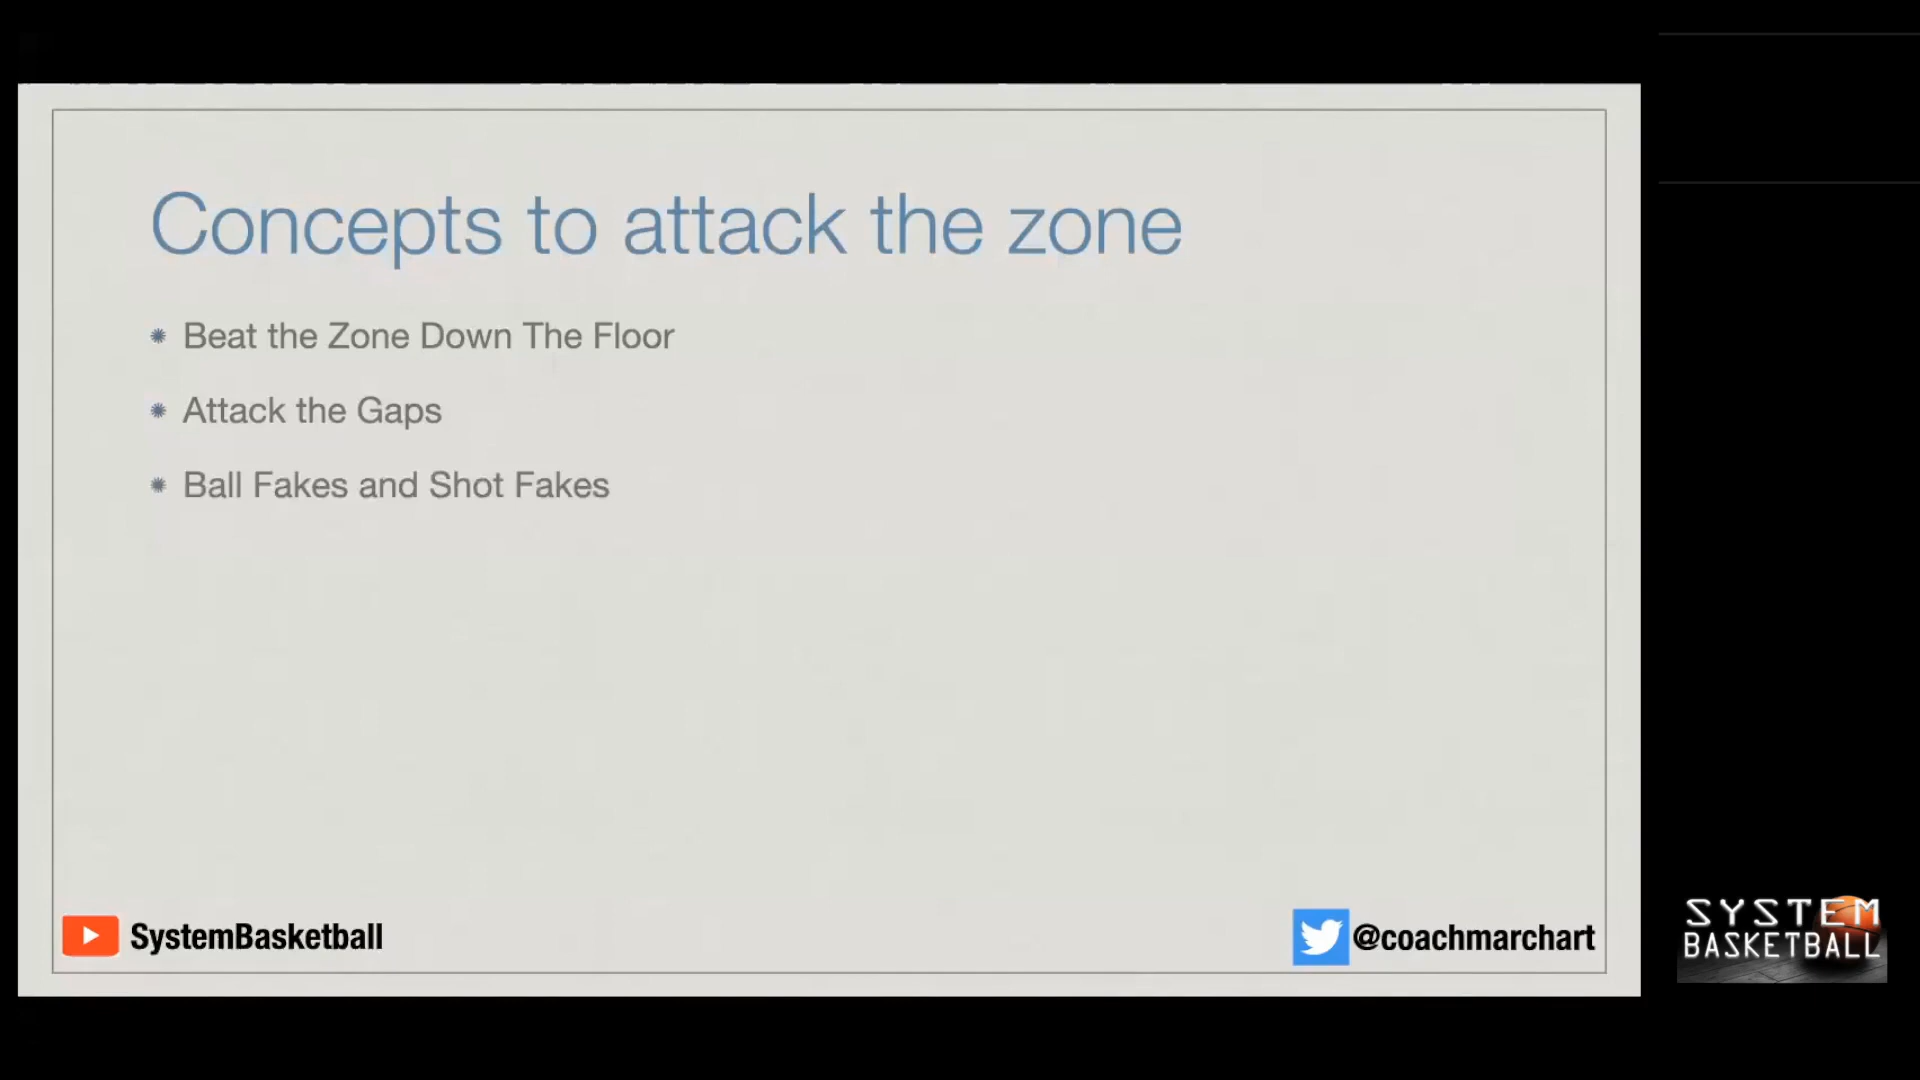 Concepts to attack the zone
Beat the Zone Down The Floor
Attack the Gaps
Ball Fakes and Shot Fakes
SystemBasketball
@coachmarchart
SYSTEM
BASKETBALL